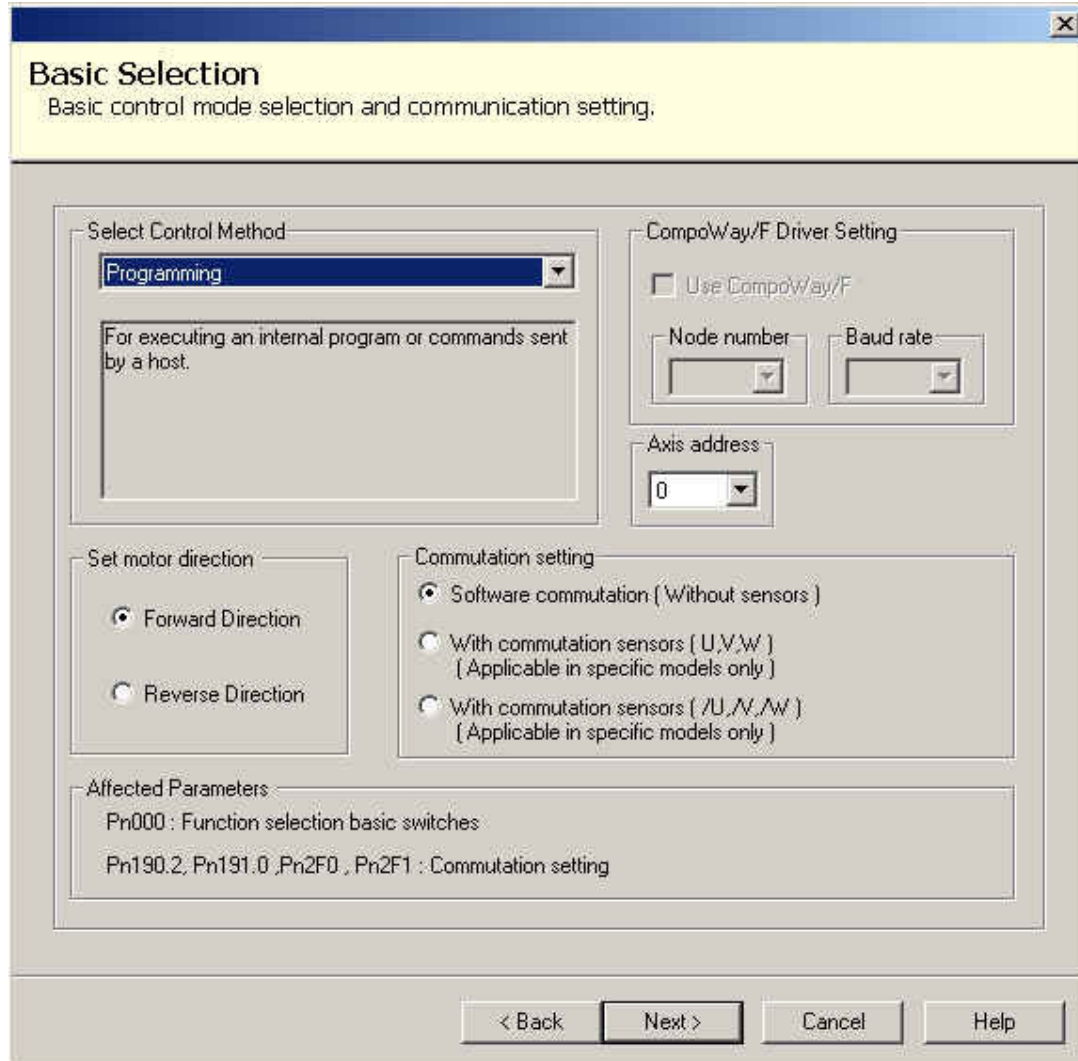 Basic Selection
Basic control mode selection and communication setting.
Select Control Method
Programming
For executing an internal program or commands sent
by a host.
CompoWay/F Driver Setting
Use CompoWay/F
Node number
Baud rate
Axis address
0
Set motor direction
Forward Direction
Reverse Direction
Commutation setting
Software commutation ( Without sensors )
With commutation sensors ( U,V,W )
( Applicable in specific models only )
With commutation sensors ( /U,/V,/W )
( Applicable in specific models only )
Affected Parameters
Pn000 : Function selection basic switches
Pn190.2, Pn191.0 ,Pn2F0 , Pn2F1 : Commutation setting
< Back
Next >
Cancel
Help